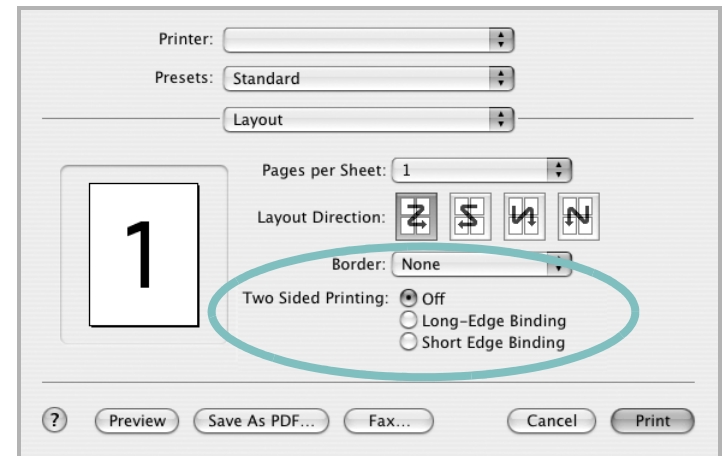 Printer:
Presets: Standard
Layout
Pages per Sheet: 1
Layout Direction:
1
Border: None
Two Sided Printing: Off
Long-Edge Binding
Short Edge Binding
? Preview Save As PDF... Fax... Cancel Print